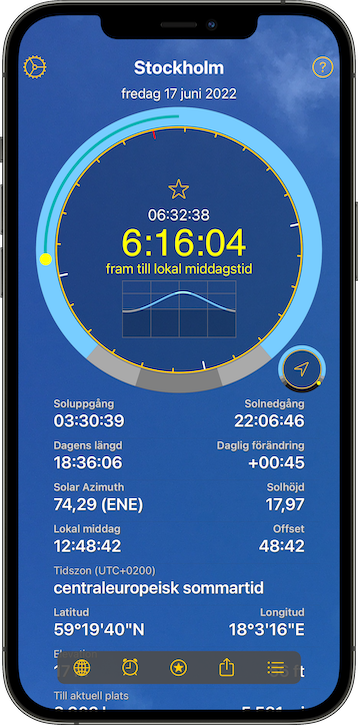 Stockholm
?
fredag 17 juni 2022
06:32:38
6:16:04
fram till lokal middagstid
Soluppgång Solnedgång
03:30:39 22:06:46
Dagens längd Daglig förändring
18:36:06 +00:45
Solar Azimuth Solhöjd
74,29 (ENE) 17,97
Lokal middag Offset
12:48:42 48:42
Tidszon (UTC+0200)
centraleuropeisk sommartid
Latitud Longitud
59°19'40"N 18°3'16"E
Till aktuell plats